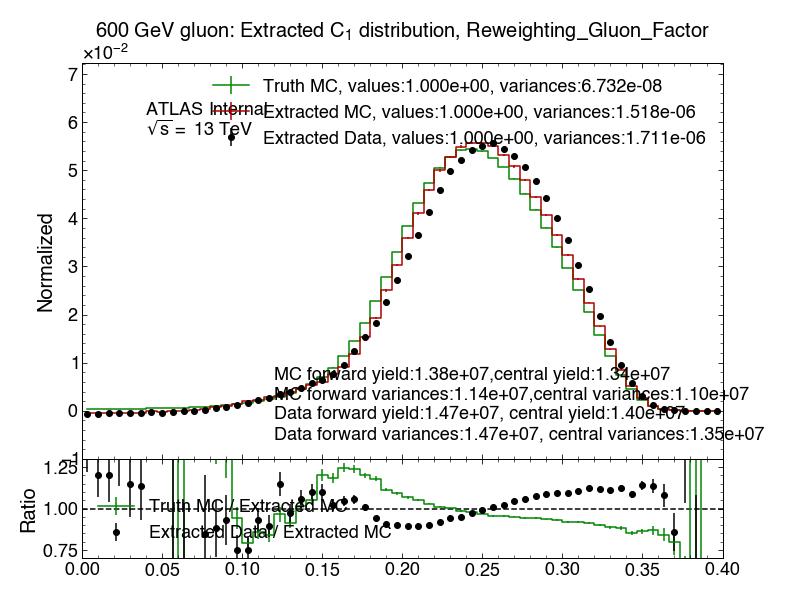 600 GeV gluon: Extracted C₁ distribution, Reweighting_Gluon_Factor
×10⁻²
7
6
5
4
3
2
1
0
−1
Normalized
ATLAS Internal
√s = 13 TeV
Truth MC, values:1.000e+00, variances:6.732e-08
Extracted MC, values:1.000e+00, variances:1.518e-06
Extracted Data, values:1.000e+00, variances:1.711e-06
MC forward yield:1.38e+07,central yield:1.34e+07
MC forward variances:1.14e+07,central variances:1.10e+07
Data forward yield:1.47e+07, central yield:1.40e+07
Data forward variances:1.47e+07, central variances:1.35e+07
1.25
1.00
0.75
Ratio
Truth MC / Extracted MC
Extracted Data / Extracted MC
0.00 0.05 0.10 0.15 0.20 0.25 0.30 0.35 0.40